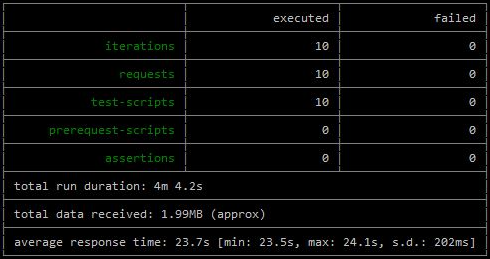 executed failed
iterations 10 0
requests 10 0
test-scripts 10 0
prerequest-scripts 0 0
assertions 0 0
total run duration: 4m 4.2s
total data received: 1.99MB (approx)
average response time: 23.7s [min: 23.5s, max: 24.1s, s.d.: 202ms]